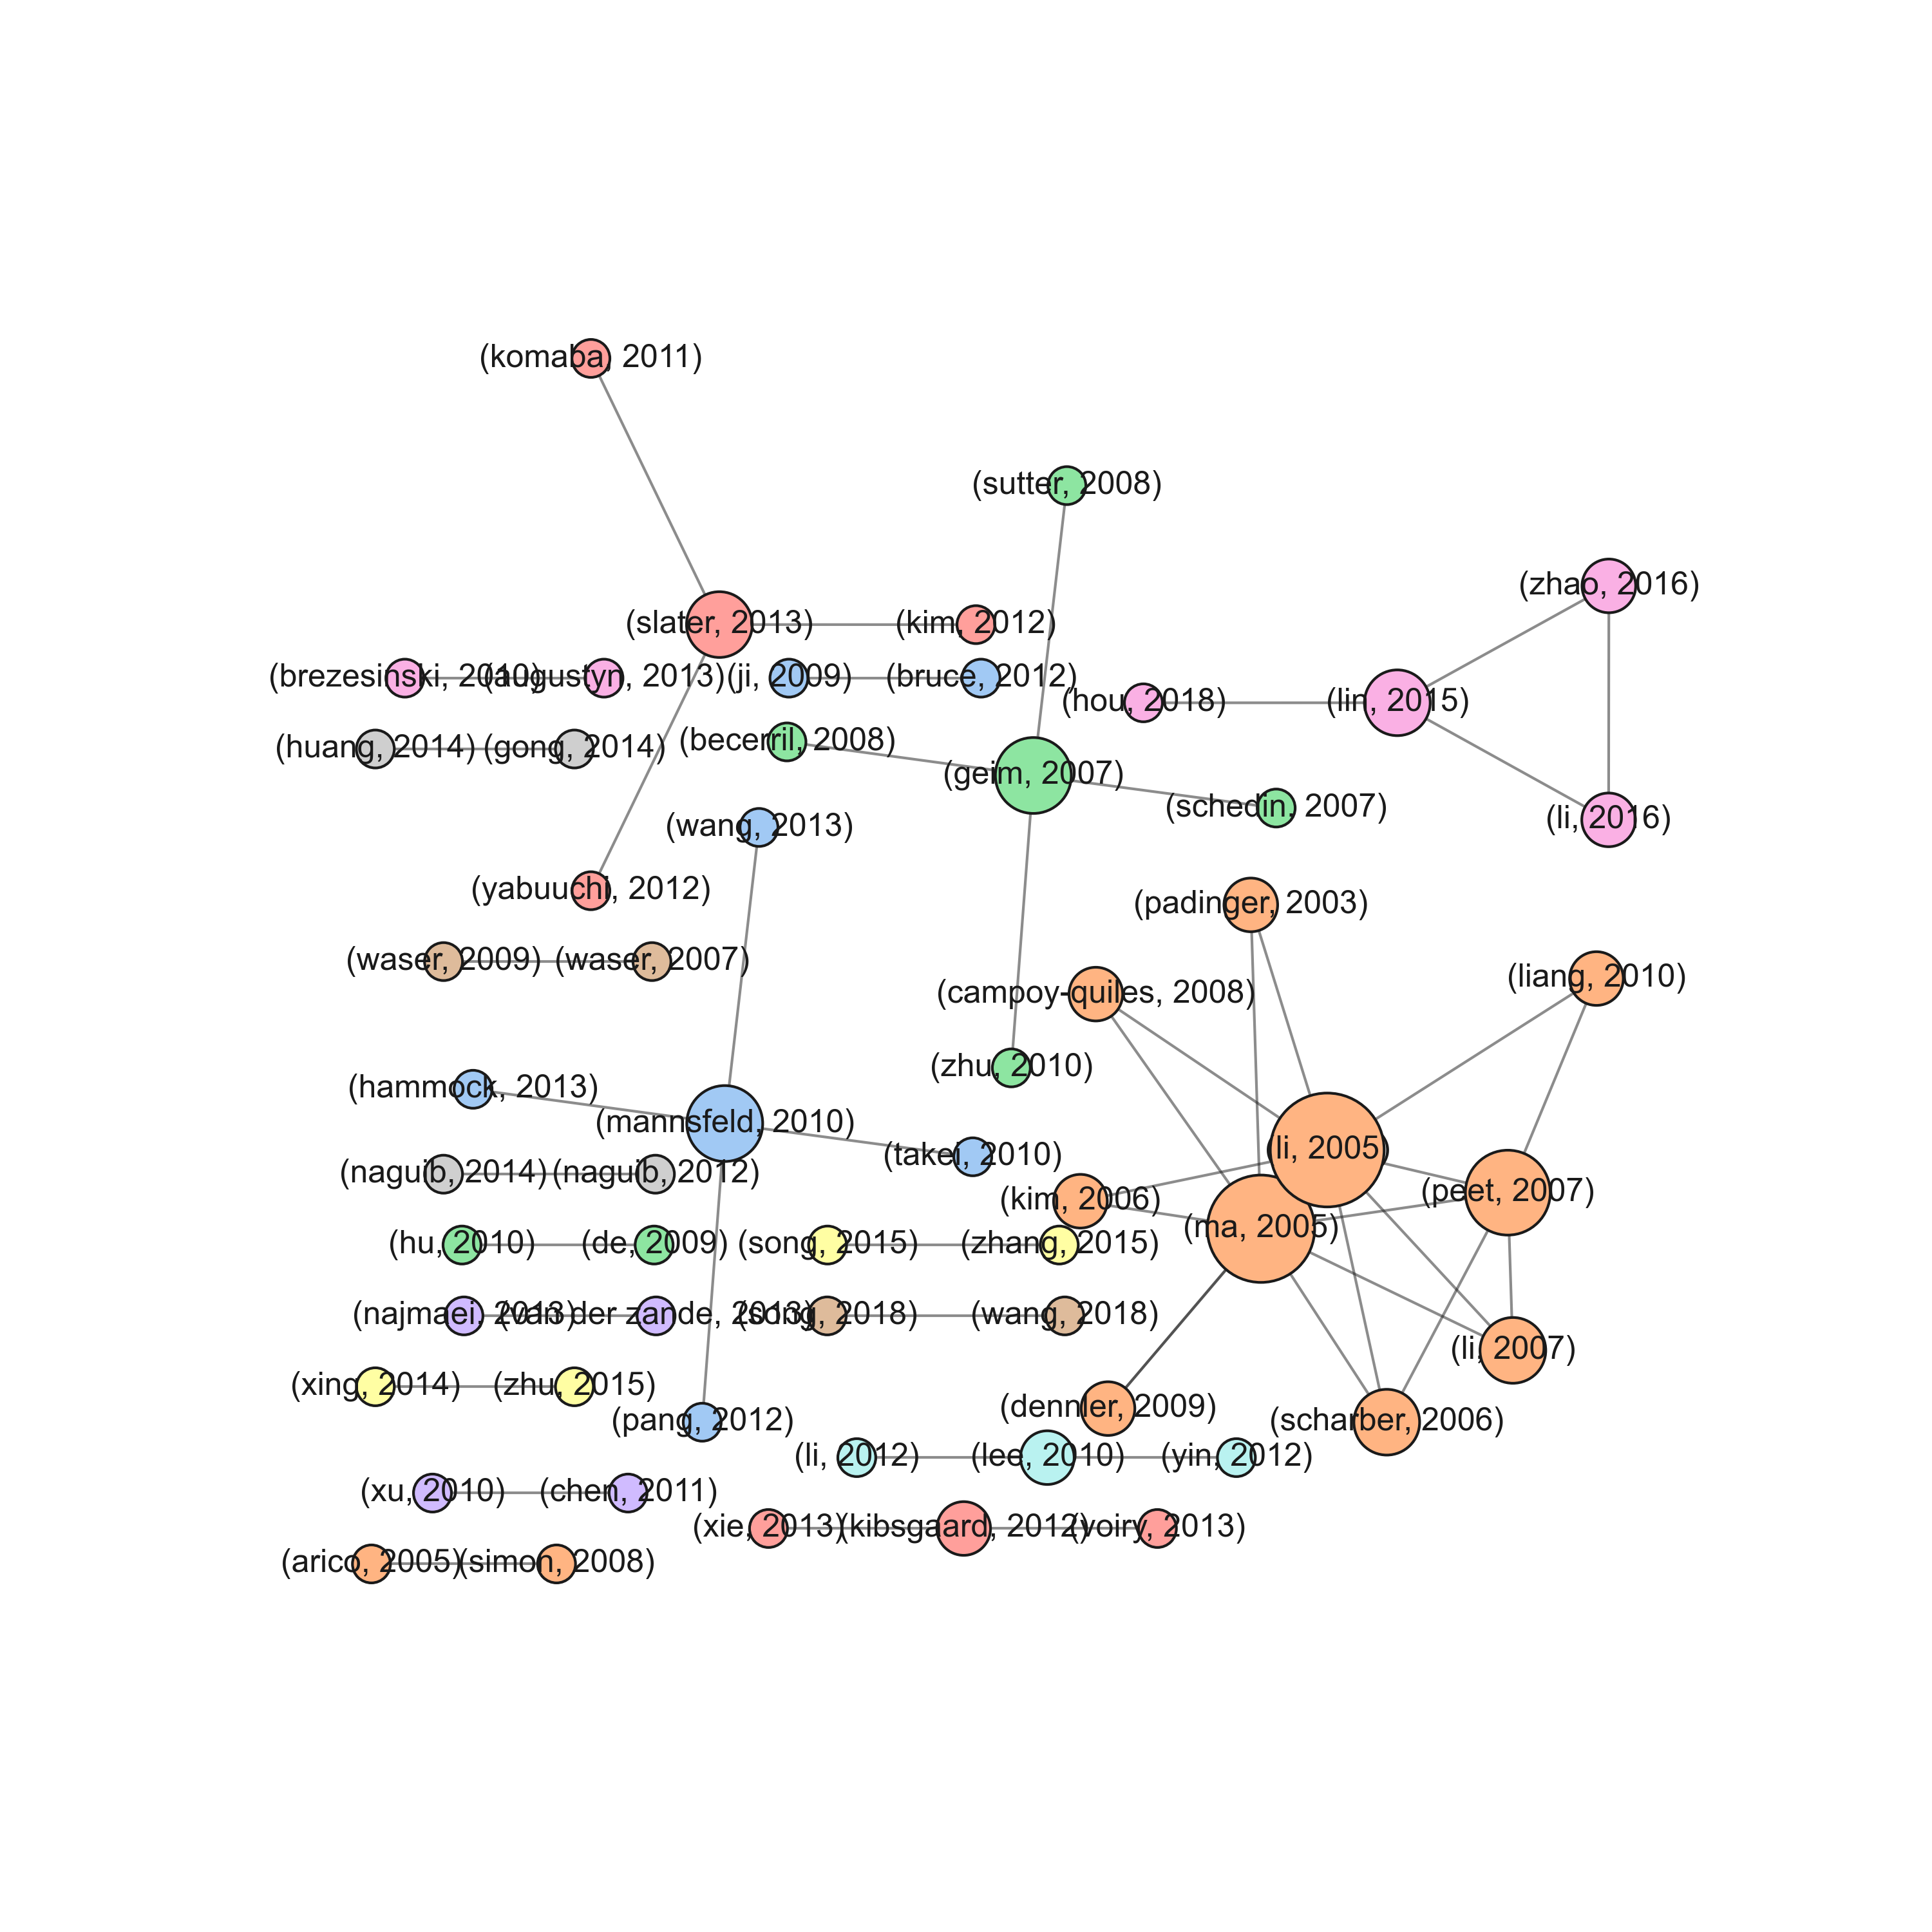 (komaba, 2011)
(sutter, 2008)
(zhao, 2016)
(slater, 2013)
(kim, 2012)
(brezesinski, 2010)
(augustyn, 2013)
(ji, 2009)
(bruce, 2012)
(hou, 2018)
(lin, 2015)
(huang, 2014)
(gong, 2014)
(becerril, 2008)
(geim, 2007)
(schedin, 2007)
(li, 2016)
(wang, 2013)
(yabuuchi, 2012)
(padinger, 2003)
(waser, 2009)
(waser, 2007)
(campoy-quiles, 2008)
(liang, 2010)
(zhu, 2010)
(hammock, 2013)
(mannsfeld, 2010)
(takei, 2010)
(li, 2005)
(naguib, 2014)
(naguib, 2012)
(kim, 2006)
(peet, 2007)
(ma, 2005)
(hu, 2010)
(de, 2009)
(song, 2015)
(zhang, 2015)
(najmaei, 2013)
(van der zande, 2013)
(song, 2018)
(wang, 2018)
(li, 2007)
(xing, 2014)
(zhu, 2015)
(dennler, 2009)
(scharber, 2006)
(pang, 2012)
(li, 2012)
(lee, 2010)
(yin, 2012)
(xu, 2010)
(chen, 2011)
(xie, 2013)
(kibsgaard, 2012)
(voiry, 2013)
(arico, 2005)
(simon, 2008)